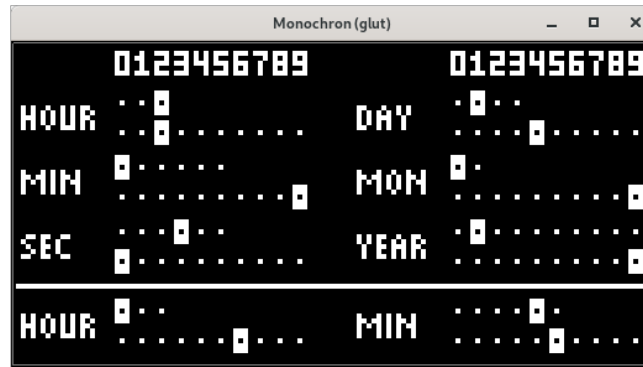 Monochron (glut)
0123456789 0123456789
HOUR DAY
MIN MON
SEC YEAR
HOUR MIN